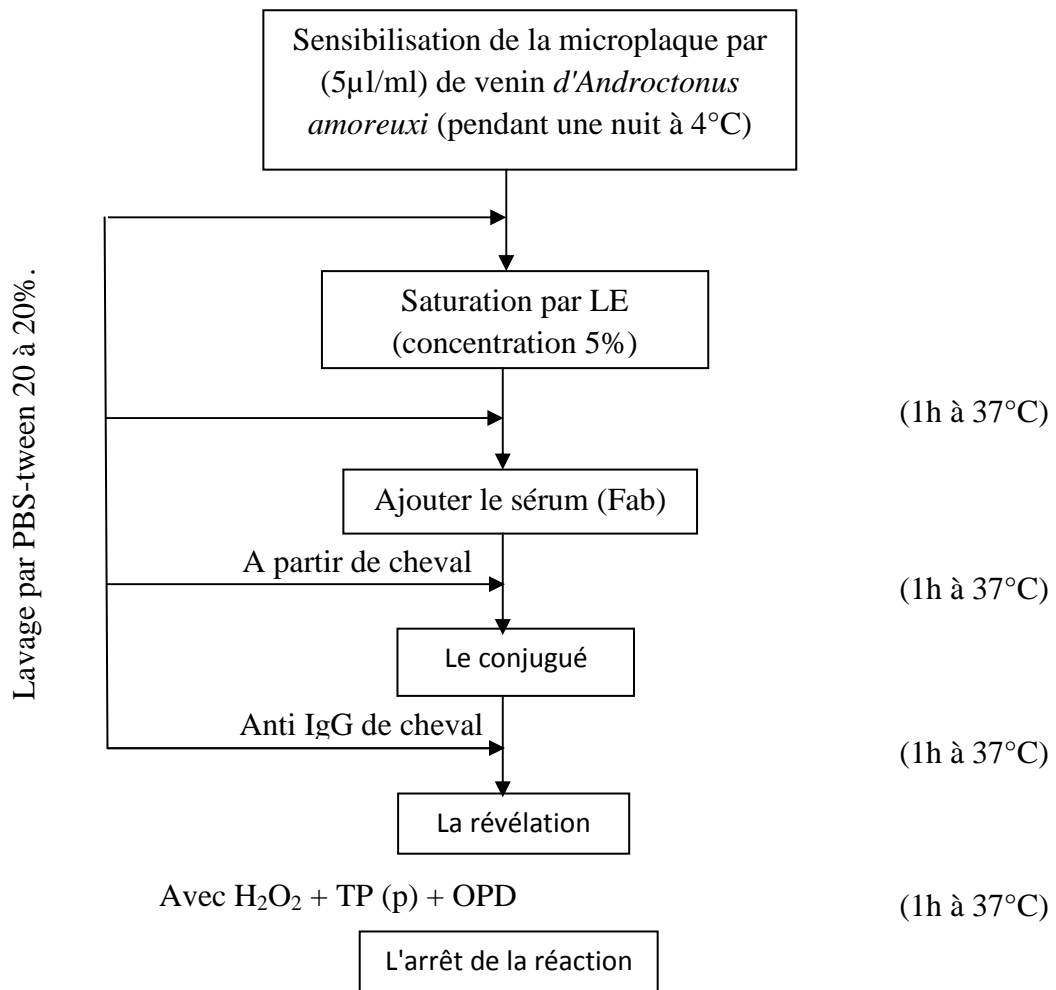 Sensibilisation de la microplaque par
(5µl/ml) de venin d'Androctonus
amoreuxi (pendant une nuit à 4°C)
Lavage par PBS-tween 20 à 20%.
Saturation par LE
(concentration 5%)
(1h à 37°C)
Ajouter le sérum (Fab)
A partir de cheval
(1h à 37°C)
Le conjugué
Anti IgG de cheval
(1h à 37°C)
La révélation
Avec H₂O₂ + TP (p) + OPD
(1h à 37°C)
L'arrêt de la réaction